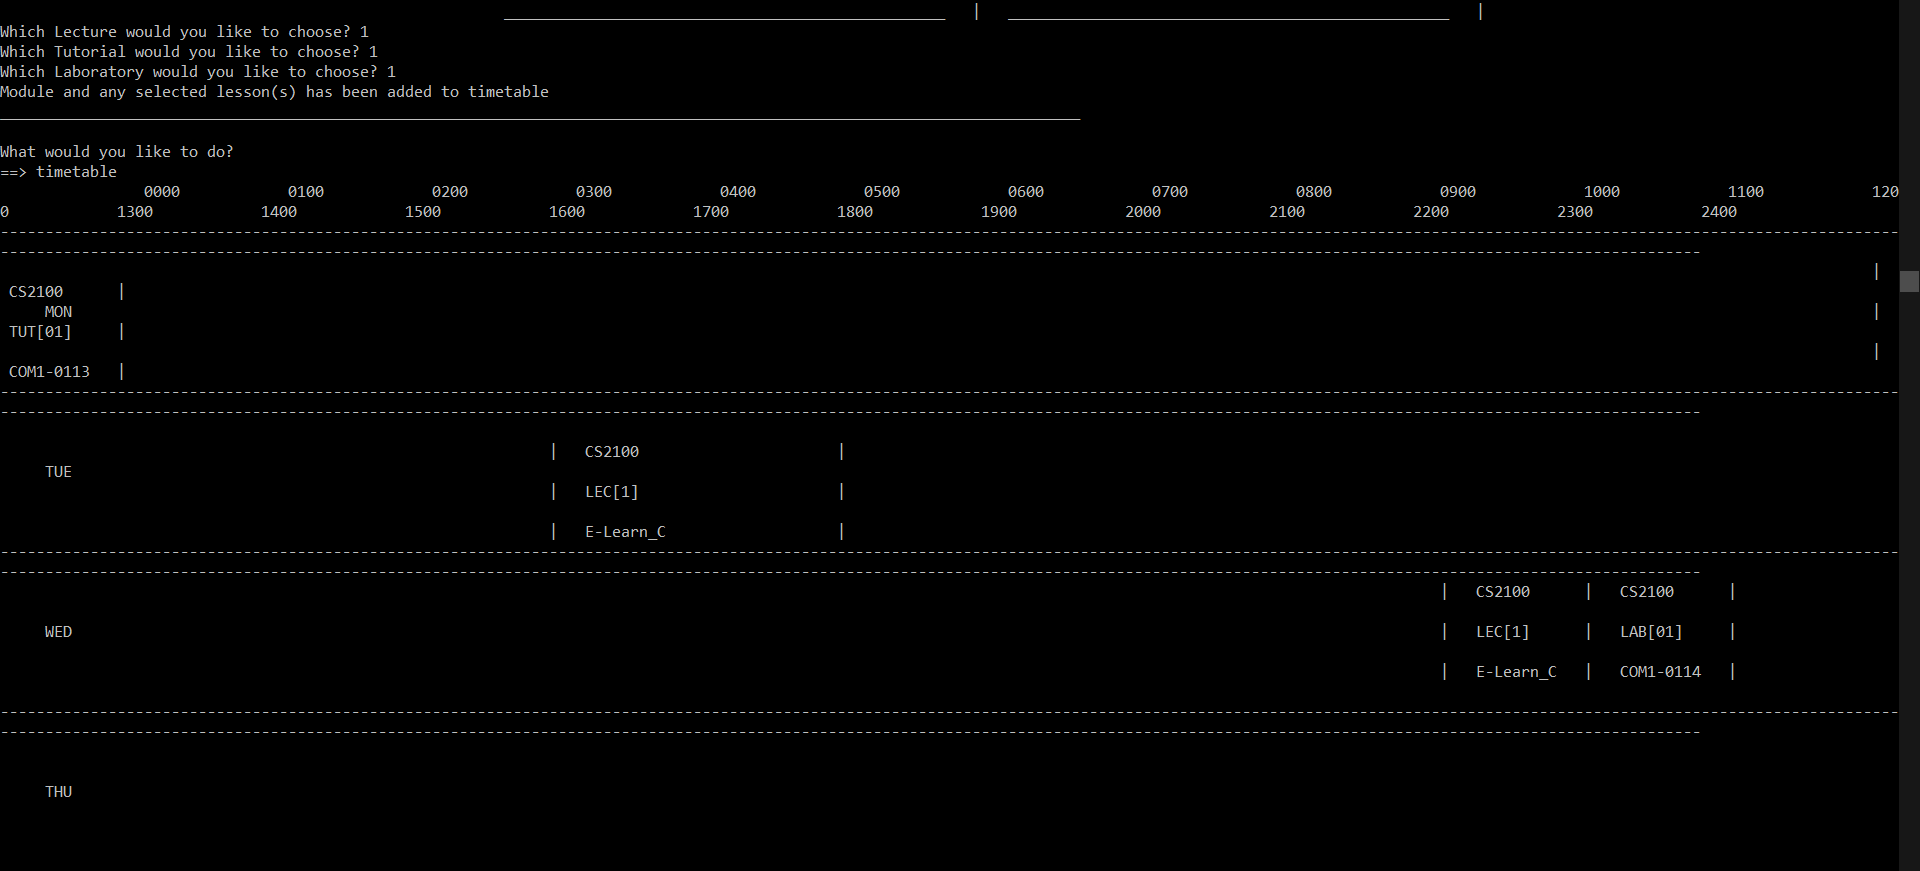 Which Lecture would you like to choose? 1
Which Tutorial would you like to choose? 1
Which Laboratory would you like to choose? 1
Module and any selected lesson(s) has been added to timetable
What would you like to do?
==> timetable
0000 0100 0200 0300 0400 0500 0600 0700 0800 0900 1000 1100 120
0 1300 1400 1500 1600 1700 1800 1900 2000 2100 2200 2300 2400
|
CS2100 |
MON |
TUT[01] |
|
COM1-0113 |
| CS2100 |
TUE
| LEC[1] |
| E-Learn_C |
| CS2100 | CS2100 |
WED | LEC[1] | LAB[01] |
| E-Learn_C | COM1-0114 |
THU